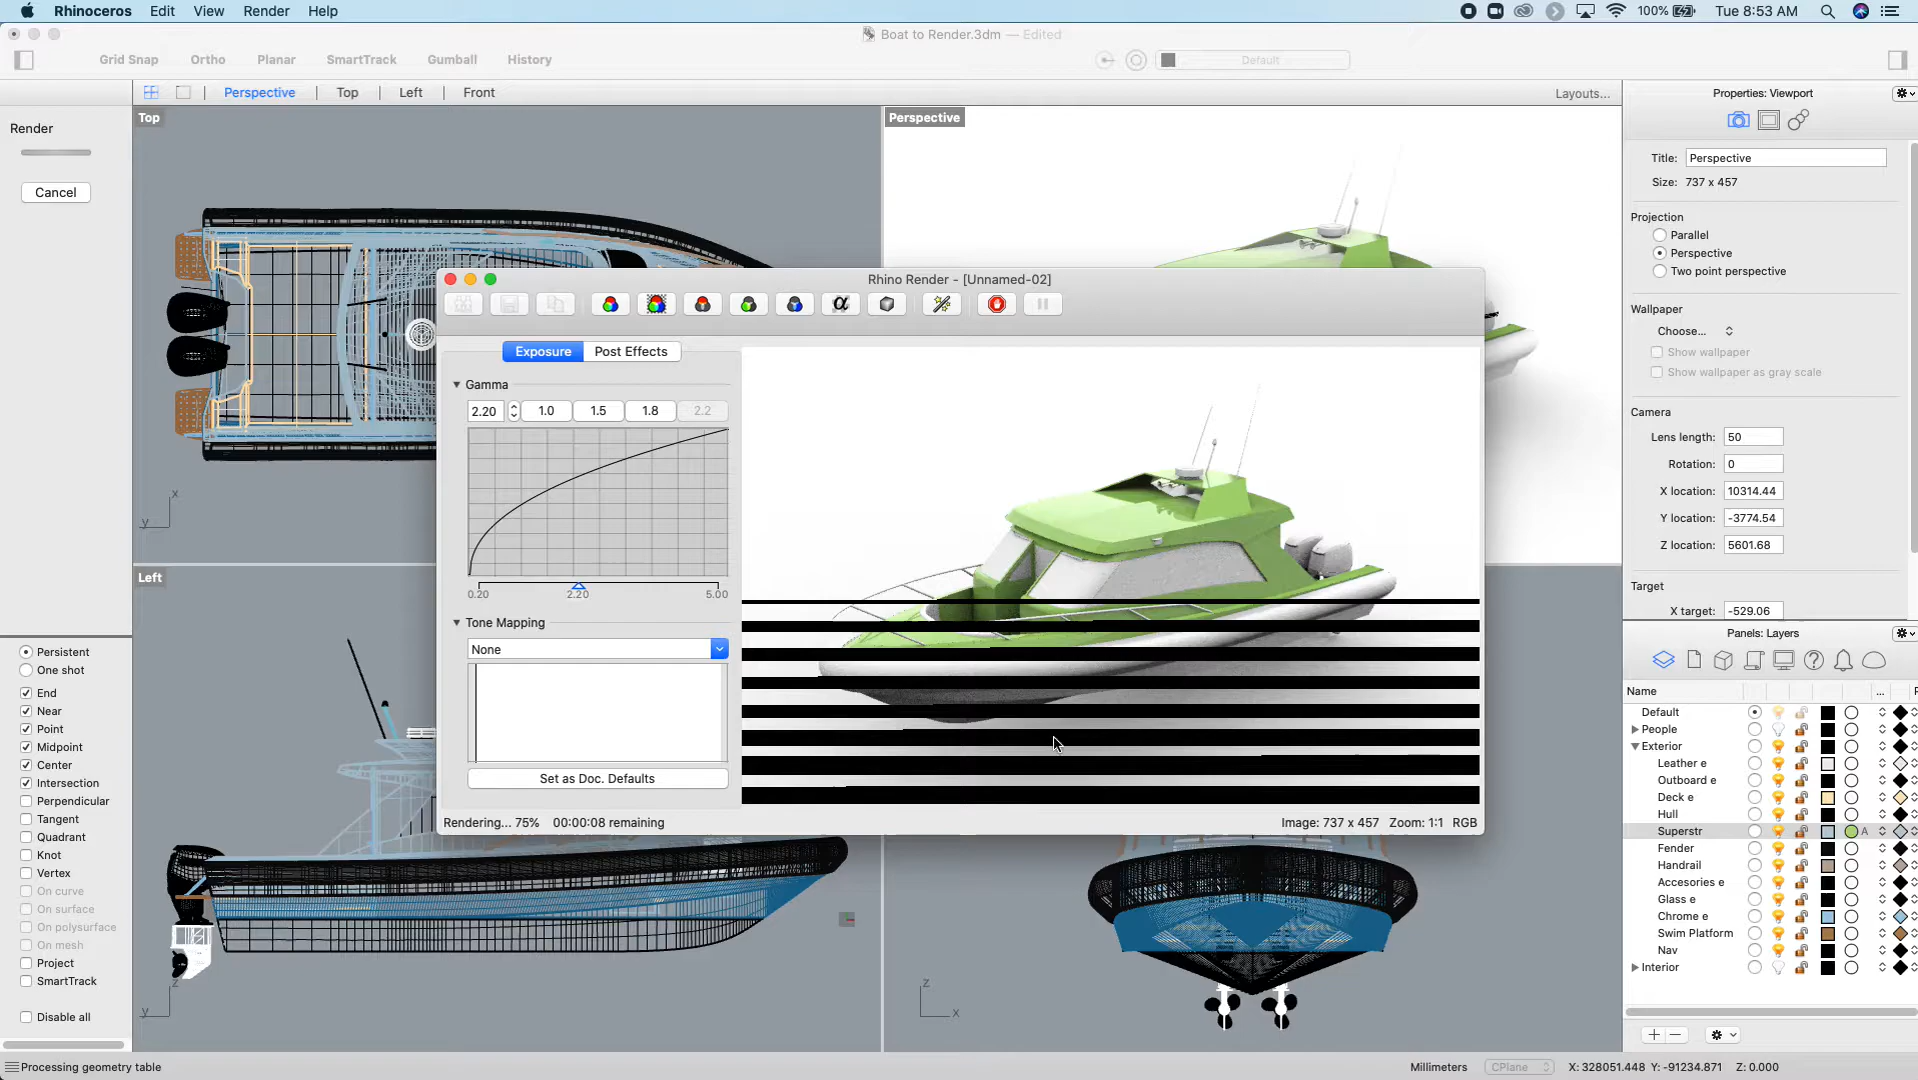 Rhinoceros Edit View Render Help
100% Tue 8:53 AM
Boat to Render.3dm — Edited
Grid Snap Ortho Planar SmartTrack Gumball History
Default
Perspective Top Left Front Layouts...
Render
Cancel
Persistent
One shot
End
Near
Point
Midpoint
Center
Intersection
Perpendicular
Tangent
Quadrant
Knot
Vertex
On curve
On surface
On polysurface
On mesh
Project
SmartTrack
Disable all
Top
x
y
Perspective
Left
z
y
z
x
Rhino Render - [Unnamed-02]
α
Exposure Post Effects
Gamma
2.20 1.0 1.5 1.8 2.2
0.20 2.20 5.00
Tone Mapping
None
Set as Doc. Defaults
Rendering... 75% 00:00:08 remaining
Image: 737 x 457 Zoom: 1:1 RGB
Properties: Viewport
Title: Perspective
Size: 737 x 457
Projection
Parallel
Perspective
Two point perspective
Wallpaper
Choose...
Show wallpaper
Show wallpaper as gray scale
Camera
Lens length: 50
Rotation: 0
X location: 10314.44
Y location: -3774.54
Z location: 5601.68
Target
X target: -529.06
Panels: Layers
Name ...
Default
People
Exterior
Leather e
Outboard e
Deck e
Hull
Superstr A
Fender
Handrail
Accesories e
Glass e
Chrome e
Swim Platform
Nav
Interior
Processing geometry table
Millimeters CPlane X: 328051.448 Y: -91234.871 Z: 0.000